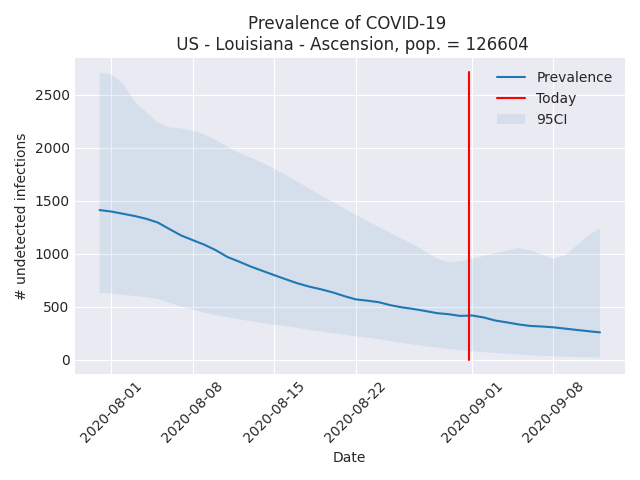 Prevalence of COVID-19
US - Louisiana - Ascension, pop. = 126604
Prevalence
Today
95CI
# undetected infections
2500
2000
1500
1000
500
0
2020-08-01
2020-08-08
2020-08-15
2020-08-22
2020-09-01
2020-09-08
Date